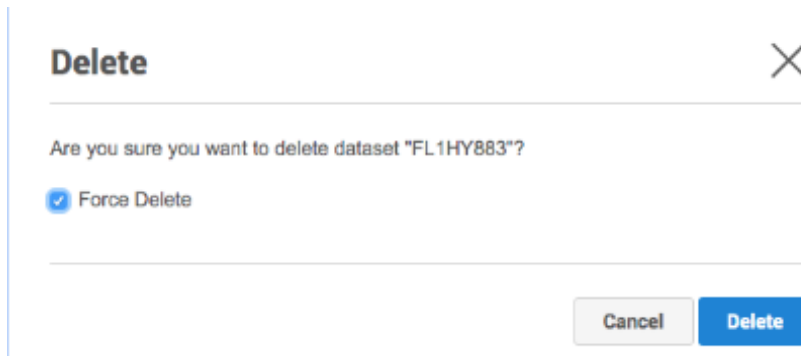 Delete
Are you sure you want to delete dataset "FL1HY883"?
Force Delete
Cancel
Delete